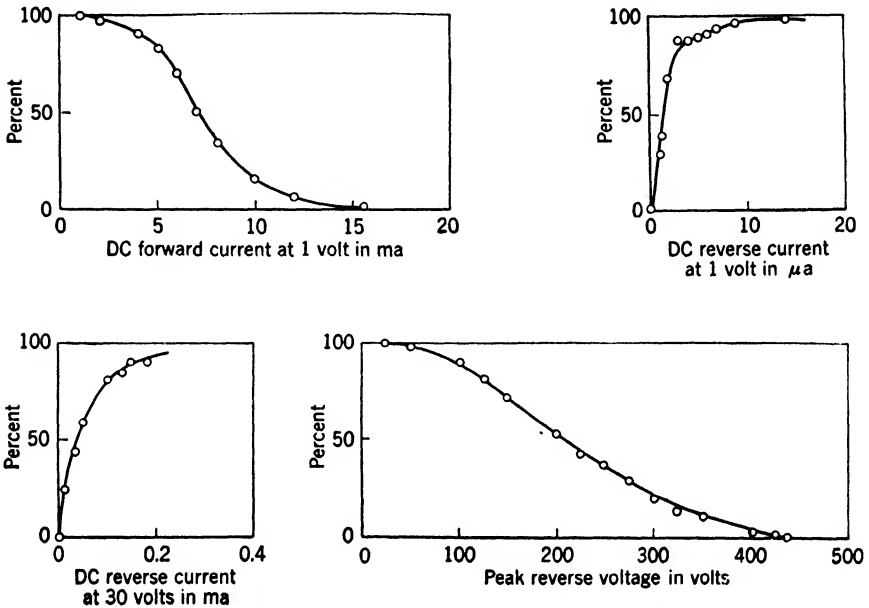 100
50
0
Percent
0 5 10 15 20
DC forward current at 1 volt in ma
100
50
0
Percent
0 10 20
DC reverse current
at 1 volt in μa
100
50
0
Percent
0 0.2 0.4
DC reverse current
at 30 volts in ma
100
50
0
Percent
0 100 200 300 400 500
Peak reverse voltage in volts